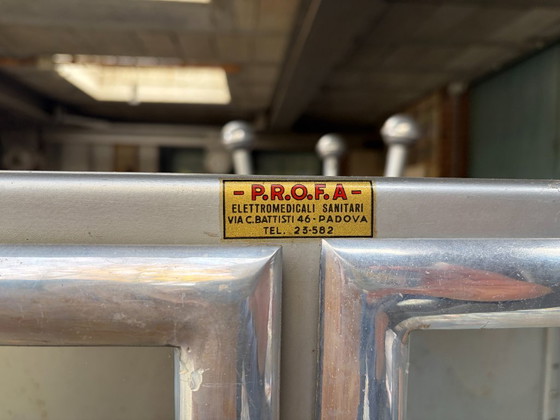 - P.R.O.F.A -
ELETTROMEDICALI SANITARI
VIA C.BATTISTI 46 - PADOVA
TEL. 23-582